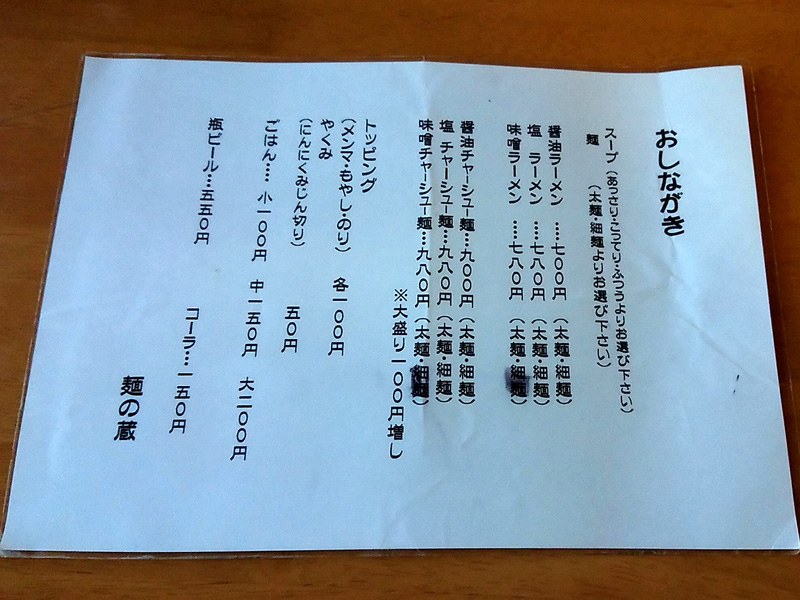 おしながき
スープ（あっさり・こってり・ふつうよりお選び下さい）
麺　（太麺・細麺よりお選び下さい）
醤油ラーメン ……七〇〇円（太麺・細麺）
塩 ラーメン ……七八〇円（太麺・細麺）
味噌ラーメン ……七八〇円（太麺・細麺）
醤油チャーシュー麺…九〇〇円（太麺・細麺）
塩 チャーシュー麺…九八〇円（太麺・細麺）
味噌チャーシュー麺…九八〇円（太麺・細麺）
※大盛り一〇〇円増し
トッピング
（メンマ・もやし・のり） 各一〇〇円
やくみ
（にんにくみじん切り） 五〇円
ごはん…… 小一〇〇円 中一五〇円 大二〇〇円
瓶ビール…五五〇円
コーラ…一五〇円
麺の蔵